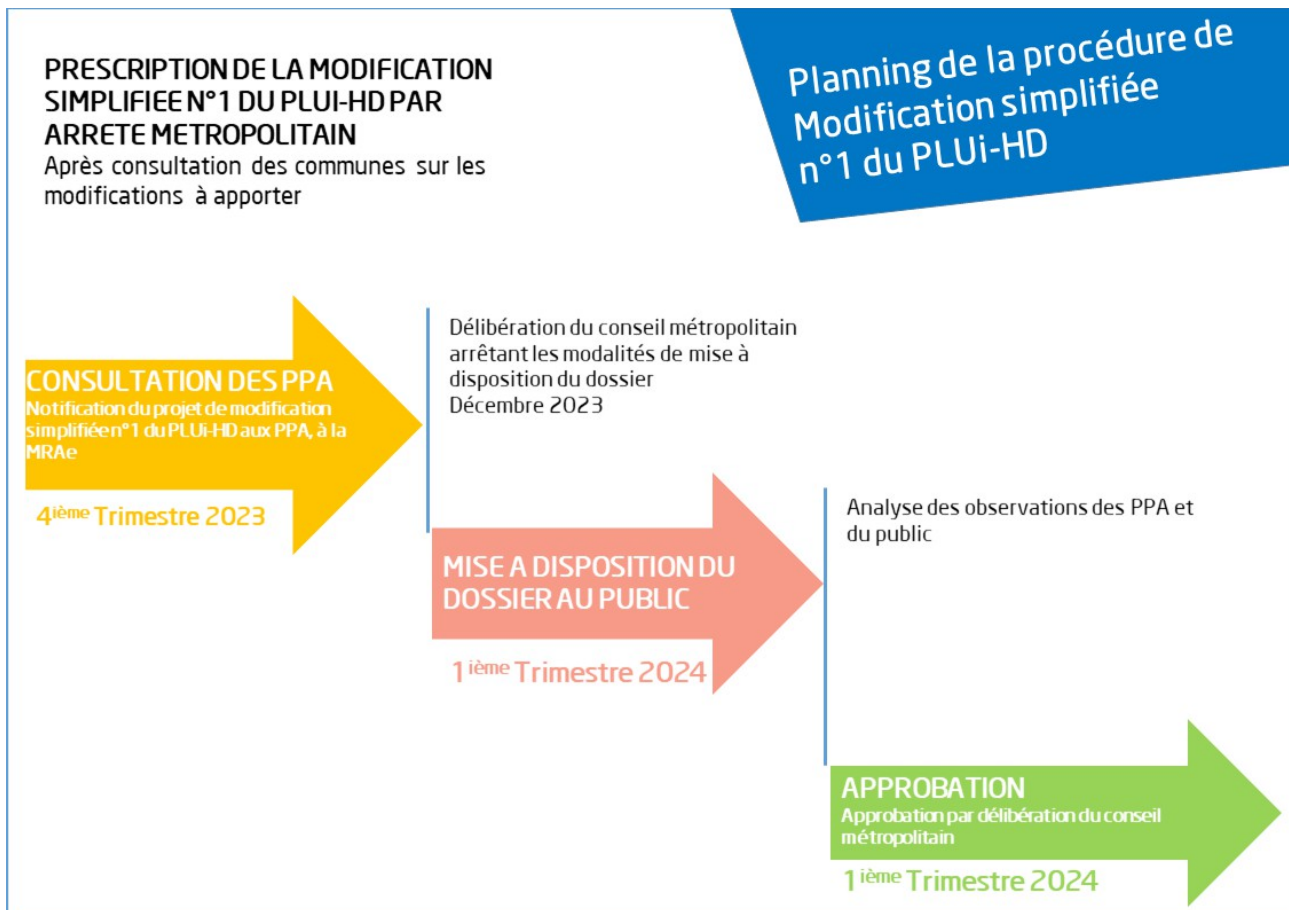 PRESCRIPTION DE LA MODIFICATION
SIMPLIFIEE N°1 DU PLUI-HD PAR
ARRETE METROPOLITAIN
Après consultation des communes sur les
modifications à apporter
Planning de la procédure de
Modification simplifiée
n°1 du PLUi-HD
CONSULTATION DES PPA
Notification du projet de modification
simplifiée n°1 du PLUi-HD aux PPA, à la
MRAe
4ième Trimestre 2023
Délibération du conseil métropolitain
arrêtant les modalités de mise à
disposition du dossier
Décembre 2023
MISE A DISPOSITION DU
DOSSIER AU PUBLIC
1ième Trimestre 2024
Analyse des observations des PPA et
du public
APPROBATION
Approbation par délibération du conseil
métropolitain
1ième Trimestre 2024